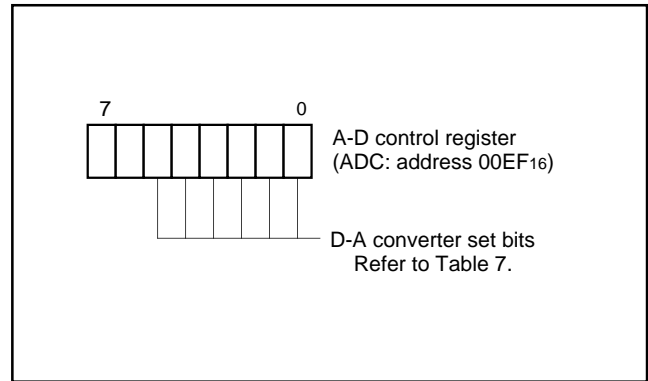 7 0
A-D control register
(ADC: address 00EF16)
D-A converter set bits
Refer to Table 7.